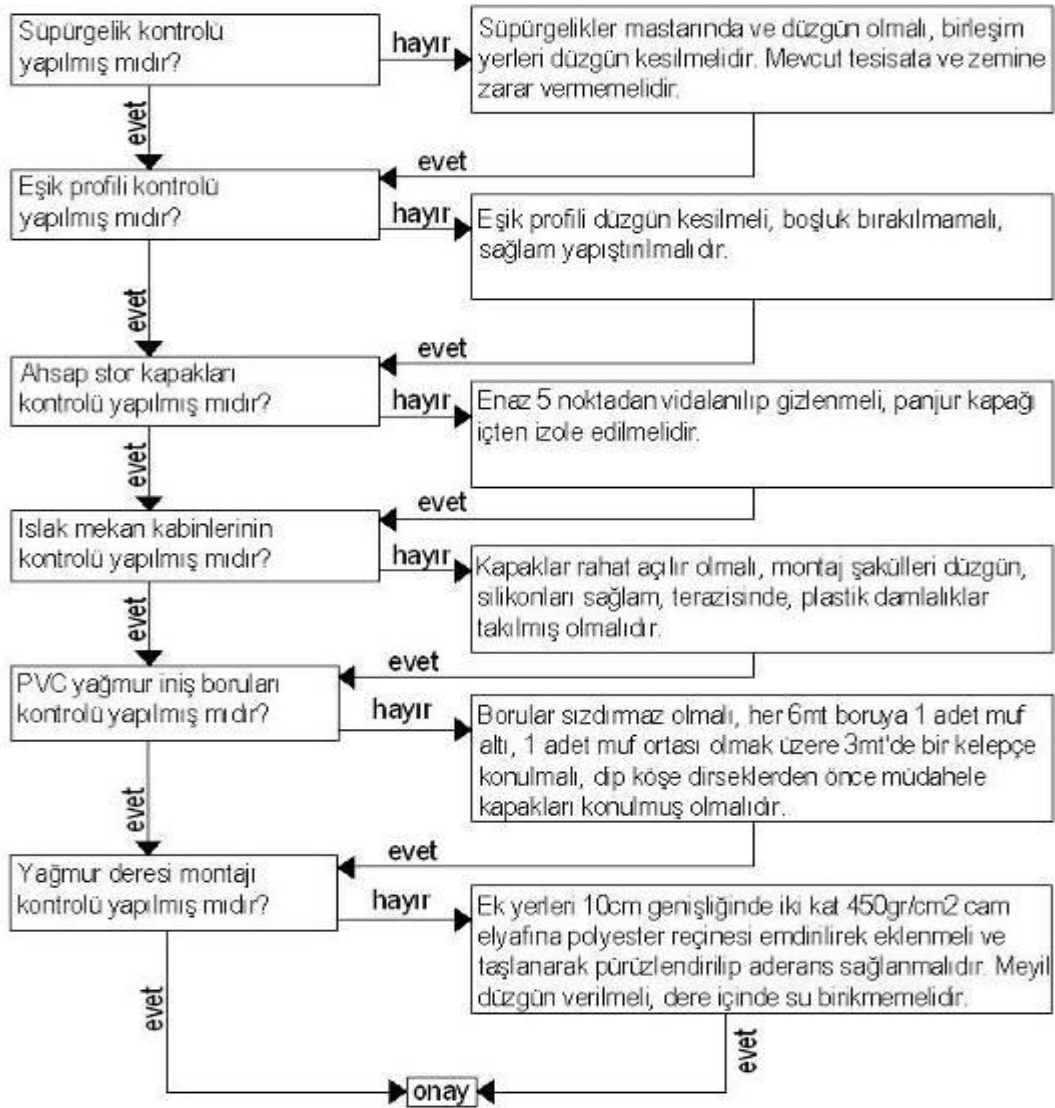 Süpürgelik kontrolü
yapılmış mıdır?
hayır
Süpürgelikler mastarında ve düzgün olmalı, birleşim
yerleri düzgün kesilmelidir. Mevcut tesisata ve zemine
zarar vermemelidir.
evet
evet
Eşik profili kontrolü
yapılmış mıdır?
hayır
Eşik profili düzgün kesilmeli, boşluk bırakılmamalı,
sağlam yapıştırılmalıdır.
evet
evet
Ahsap stor kapakları
kontrolü yapılmış mıdır?
hayır
Enaz 5 noktadan vidalanılıp gizlenmeli, panjur kapağı
içten izole edilmelidir.
evet
evet
Islak mekan kabinlerinin
kontrolü yapılmış mıdır?
hayır
Kapaklar rahat açılır olmalı, montaj şakülleri düzgün,
silikonları sağlam, terazisinde, plastik damlalıklar
takılmış olmalıdır.
evet
evet
PVC yağmur iniş boruları
kontrolü yapılmış mıdır?
hayır
Borular sızdırmaz olmalı, her 6mt boruya 1 adet muf
altı, 1 adet muf ortası olmak üzere 3mt'de bir kelepçe
konulmalı, dip köşe dirseklerden önce müdahele
kapakları konulmuş olmalıdır.
evet
evet
Yağmur deresi montajı
kontrolü yapılmış mıdır?
hayır
Ek yerleri 10cm genişliğinde iki kat 450gr/cm2 cam
elyafına polyester reçinesi emdirilerek eklenmeli ve
taşlanarak pürüzlendirilip aderans sağlanmalıdır. Meyil
düzgün verilmeli, dere içinde su birikmemelidir.
evet
evet
onay